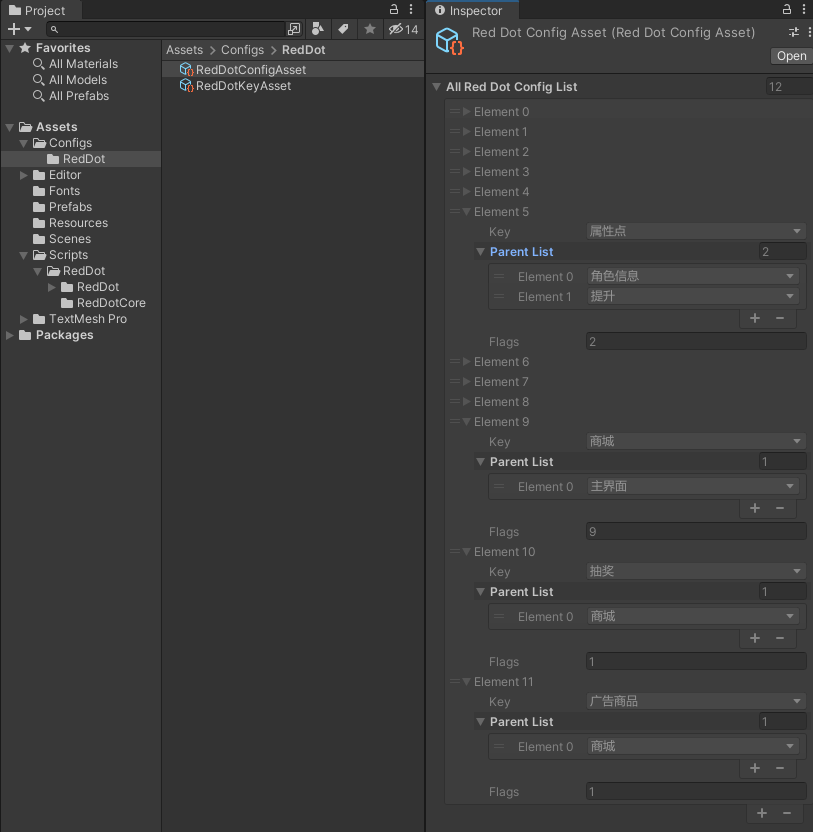 Project
14
Favorites
All Materials
All Models
All Prefabs
Assets
Configs
RedDot
Editor
Fonts
Prefabs
Resources
Scenes
Scripts
RedDot
RedDot
RedDotCore
TextMesh Pro
Packages
Assets > Configs > RedDot
RedDotConfigAsset
RedDotKeyAsset
Inspector
Red Dot Config Asset (Red Dot Config Asset)
Open
All Red Dot Config List 12
Element 0
Element 1
Element 2
Element 3
Element 4
Element 5
Key 属性点
Parent List 2
Element 0 角色信息
Element 1 提升
Flags 2
Element 6
Element 7
Element 8
Element 9
Key 商城
Parent List 1
Element 0 主界面
Flags 9
Element 10
Key 抽奖
Parent List 1
Element 0 商城
Flags 1
Element 11
Key 广告商品
Parent List 1
Element 0 商城
Flags 1